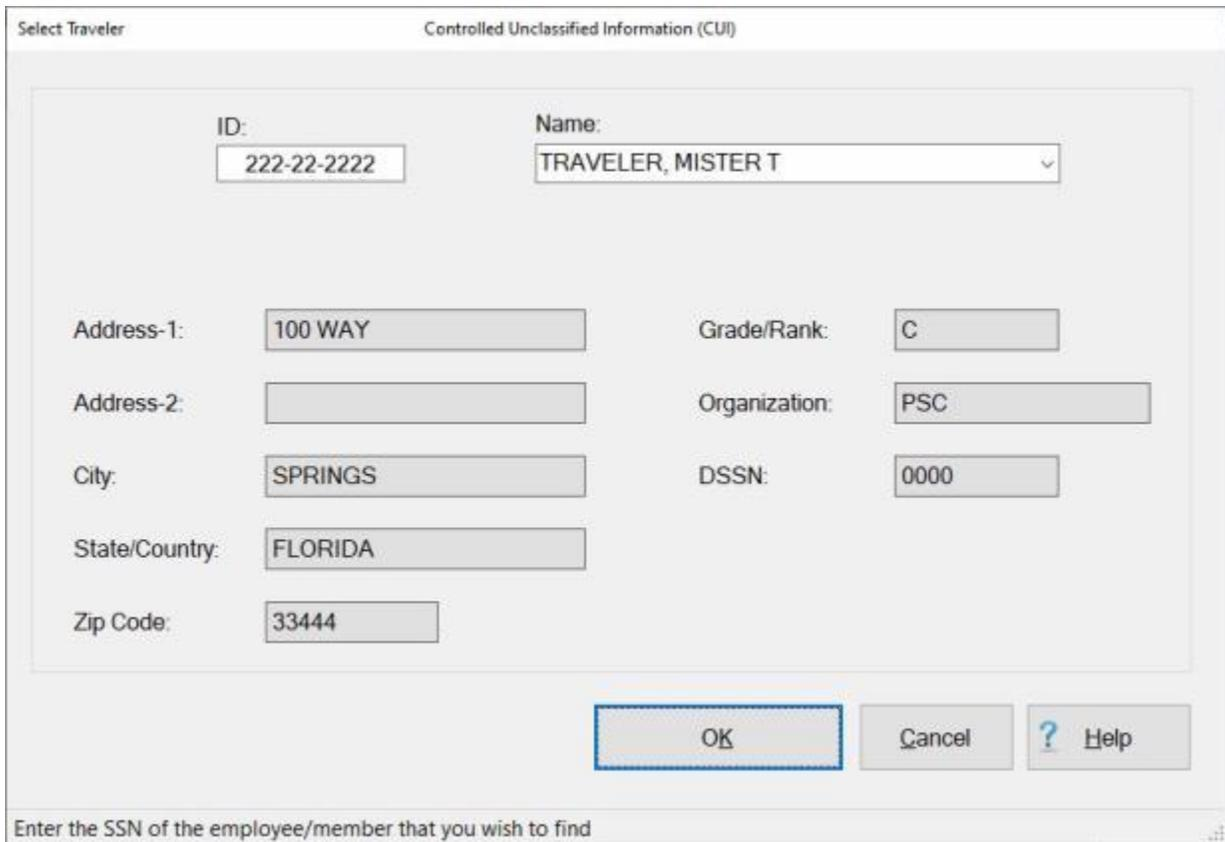 Select Traveler Controlled Unclassified Information (CUI)
ID: Name:
222-22-2222 TRAVELER, MISTER T
Address-1: 100 WAY Grade/Rank: C
Address-2: Organization: PSC
City: SPRINGS DSSN: 0000
State/Country: FLORIDA
Zip Code: 33444
OK Cancel ? Help
Enter the SSN of the employee/member that you wish to find